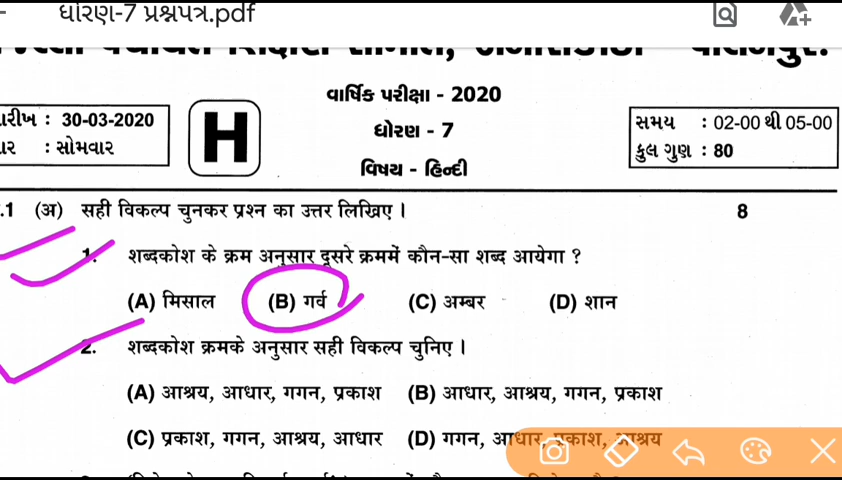 ધોરણ-7 પ્રશ્નપત્ર.pdf
વાર્ષિક પરીક્ષા - 2020
30-03-2020
ધોરણ - 7
: સોમવાર
H
વિષય - હિન્દી
સમય : 02-00 થી 05-00
કુલ ગુણ : 80
.1 (अ) सही विकल्प चुनकर प्रश्न का उत्तर लिखिए । 8
1. शब्दकोश के क्रम अनुसार दूसरे क्रममें कौन-सा शब्द आयेगा ?
(A) मिसाल (B) गर्व (C) अम्बर (D) शान
2. शब्दकोश क्रमके अनुसार सही विकल्प चुनिए ।
(A) आश्रय, आधार, गगन, प्रकाश (B) आधार, आश्रय, गगन, प्रकाश
(C) प्रकाश, गगन, आश्रय, आधार (D) गगन, आधार, प्रकाश, आश्रय